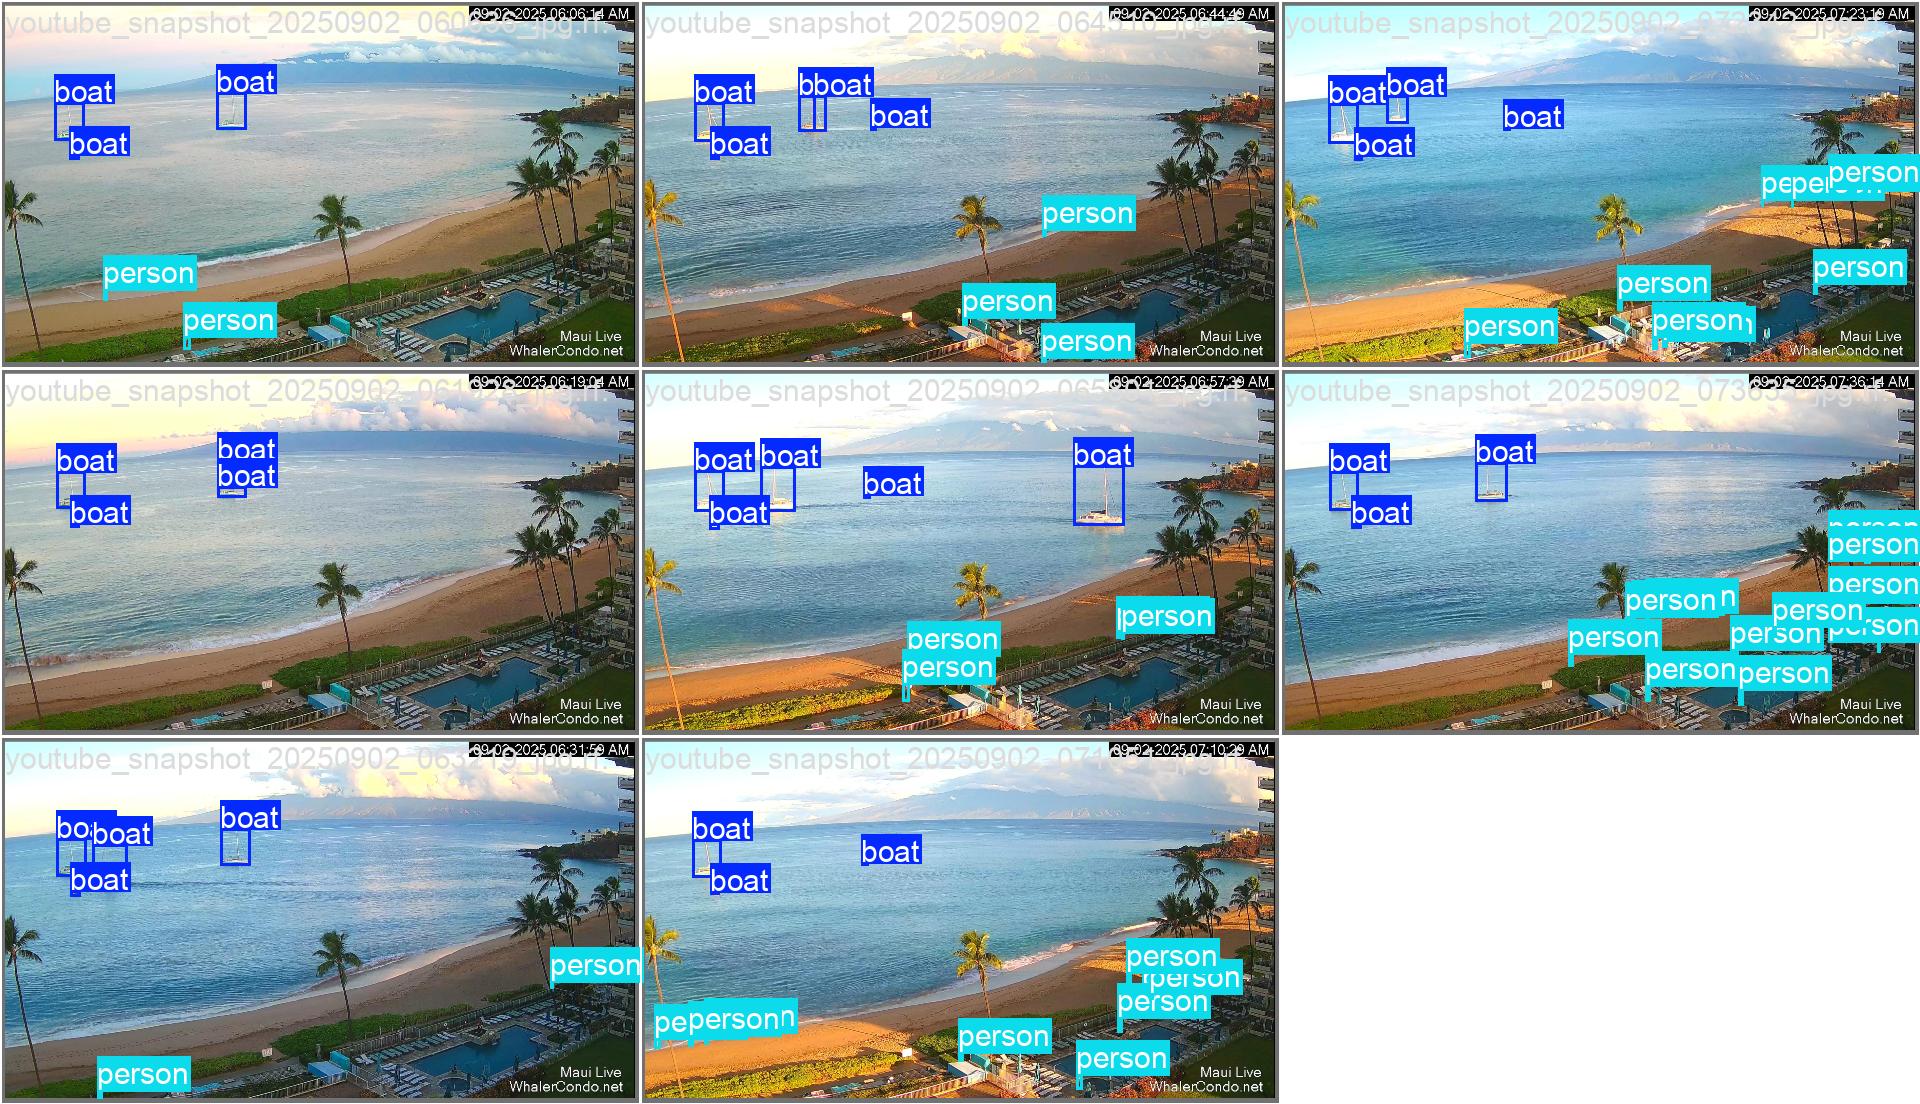 youtube_snapshot_20250902_06
09-02-2025 06:06:14 AM
boat
boat
boat
person
person
Maui Live
WhalerCondo.net
youtube_snapshot_20250902_064
09-02-2025 06:44:49 AM
boat
boat
boat
boat
person
person
person
Maui Live
WhalerCondo.net
youtube_snapshot_20250902_07
09-02-2025 07:23:19 AM
boat
boat
boat
boat
person
person
person
person
person
Maui Live
WhalerCondo.net
youtube_snapshot_20250902_06
09-02-2025 06:19:04 AM
boat
boat
boat
boat
Maui Live
WhalerCondo.net
youtube_snapshot_20250902_06
09-02-2025 06:57:39 AM
boat
boat
boat
boat
boat
person
person
person
Maui Live
WhalerCondo.net
youtube_snapshot_20250902_073
09-02-2025 07:36:14 AM
boat
boat
boat
person
person
person
person
person
person
person
person
person
person
Maui Live
WhalerCondo.net
youtube_snapshot_20250902_063
09-02-2025 06:31:59 AM
boat
boat
boat
person
person
Maui Live
WhalerCondo.net
youtube_snapshot_20250902_07
09-02-2025 07:10:29 AM
boat
boat
boat
person
person
person
person
person
person
Maui Live
WhalerCondo.net